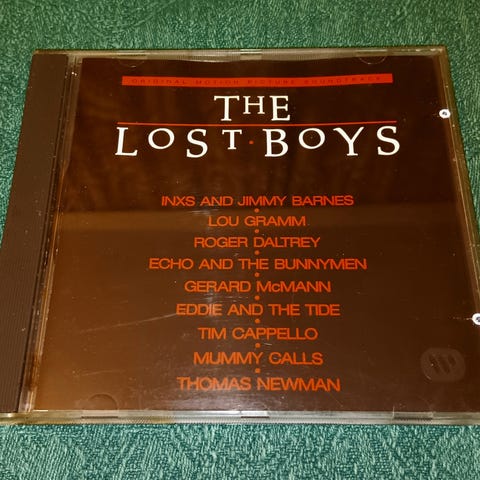 ORIGINAL MOTION PICTURE SOUNDTRACK
THE
LOST BOYS
INXS AND JIMMY BARNES
LOU GRAMM
ROGER DALTREY
ECHO AND THE BUNNYMEN
GERARD McMANN
EDDIE AND THE TIDE
TIM CAPPELLO
MUMMY CALLS
THOMAS NEWMAN